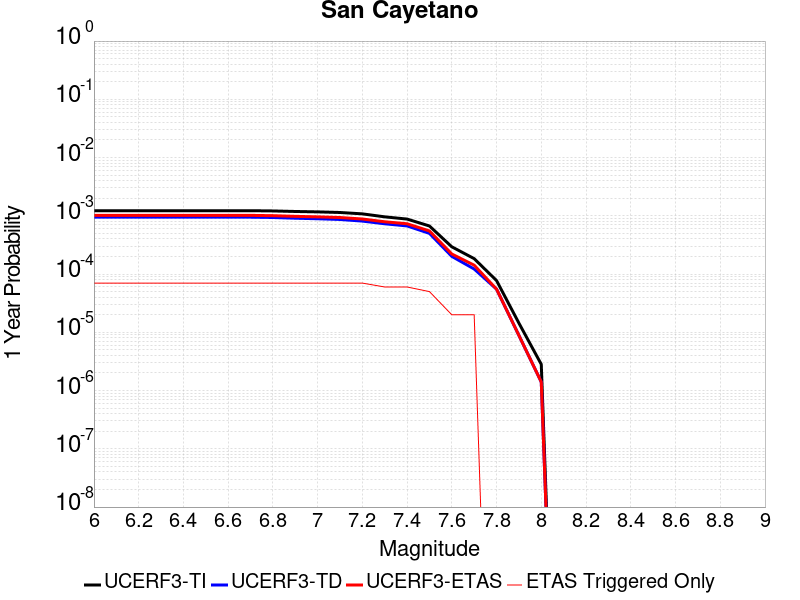 San Cayetano
1 Year Probability
10^0
10^-1
10^-2
10^-3
10^-4
10^-5
10^-6
10^-7
10^-8
6 6.2 6.4 6.6 6.8 7 7.2 7.4 7.6 7.8 8 8.2 8.4 8.6 8.8 9
Magnitude
UCERF3-TI UCERF3-TD UCERF3-ETAS ETAS Triggered Only